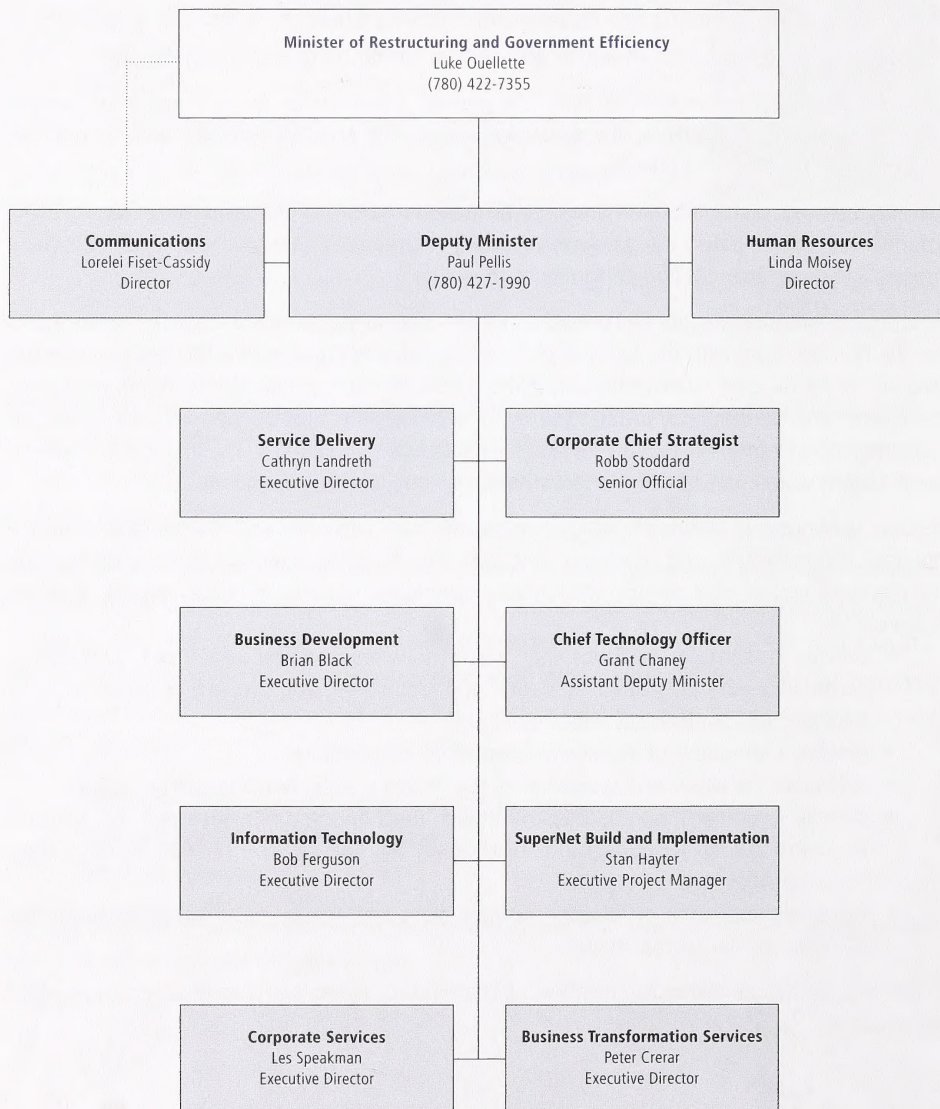 Minister of Restructuring and Government Efficiency
Luke Ouellette
(780) 422-7355
Communications
Lorelei Fiset-Cassidy
Director
Deputy Minister
Paul Pellis
(780) 427-1990
Human Resources
Linda Moisey
Director
Service Delivery
Cathryn Landreth
Executive Director
Corporate Chief Strategist
Robb Stoddard
Senior Official
Business Development
Brian Black
Executive Director
Chief Technology Officer
Grant Chaney
Assistant Deputy Minister
Information Technology
Bob Ferguson
Executive Director
SuperNet Build and Implementation
Stan Hayter
Executive Project Manager
Corporate Services
Les Speakman
Executive Director
Business Transformation Services
Peter Crerar
Executive Director